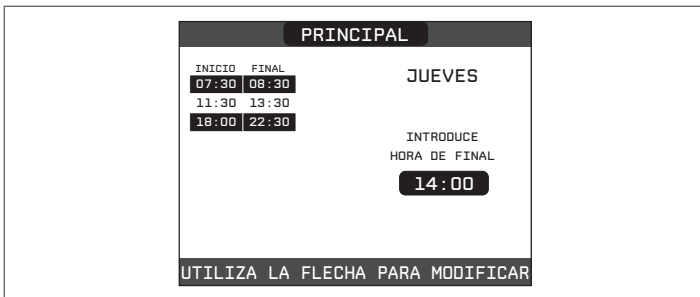 PRINCIPAL
INICIO FINAL
07:30 08:30
11:30 13:30
18:00 22:30
JUEVES
INTRODUCE
HORA DE FINAL
14:00
UTILIZA LA FLECHA PARA MODIFICAR